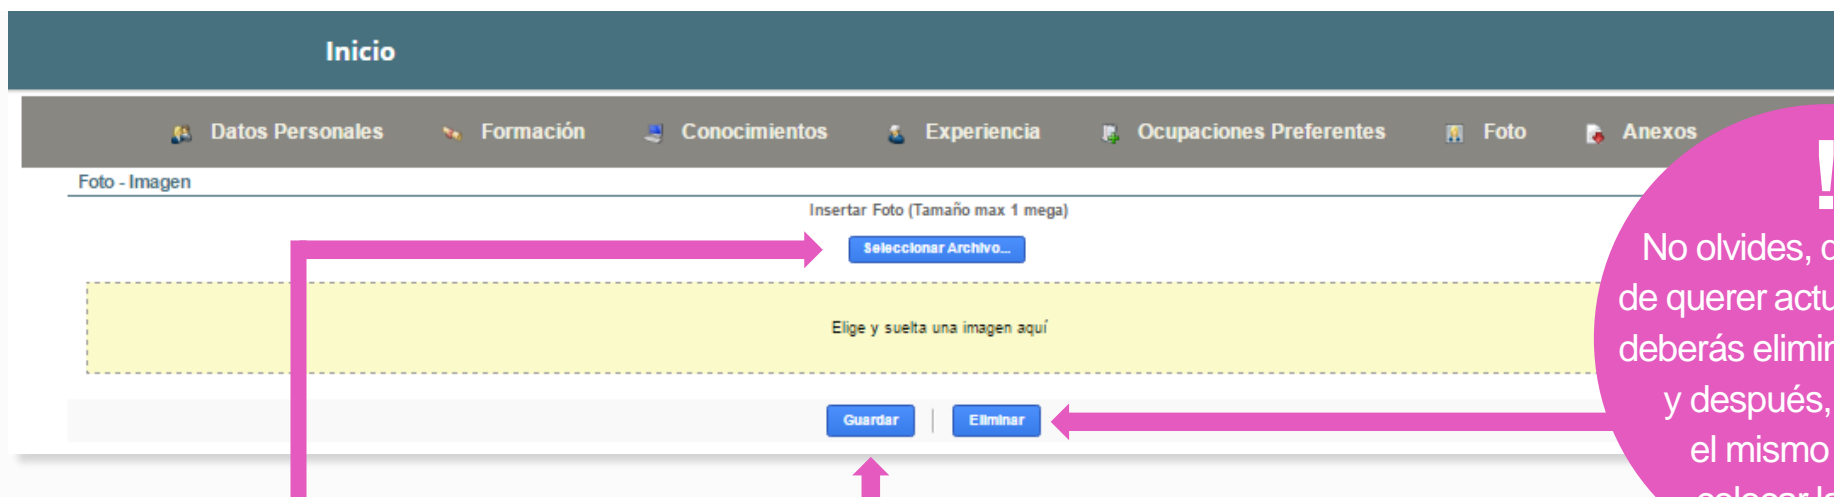 Inicio
Datos Personales Formación Conocimientos Experiencia Ocupaciones Preferentes Foto Anexos
Foto - Imagen
Insertar Foto (Tamaño max 1 mega)
Seleccionar Archivo...
Elige y suelta una imagen aquí
Guardar | Eliminar
!
No olvides,
de querer
deberás
y después,
el mismo
colocar